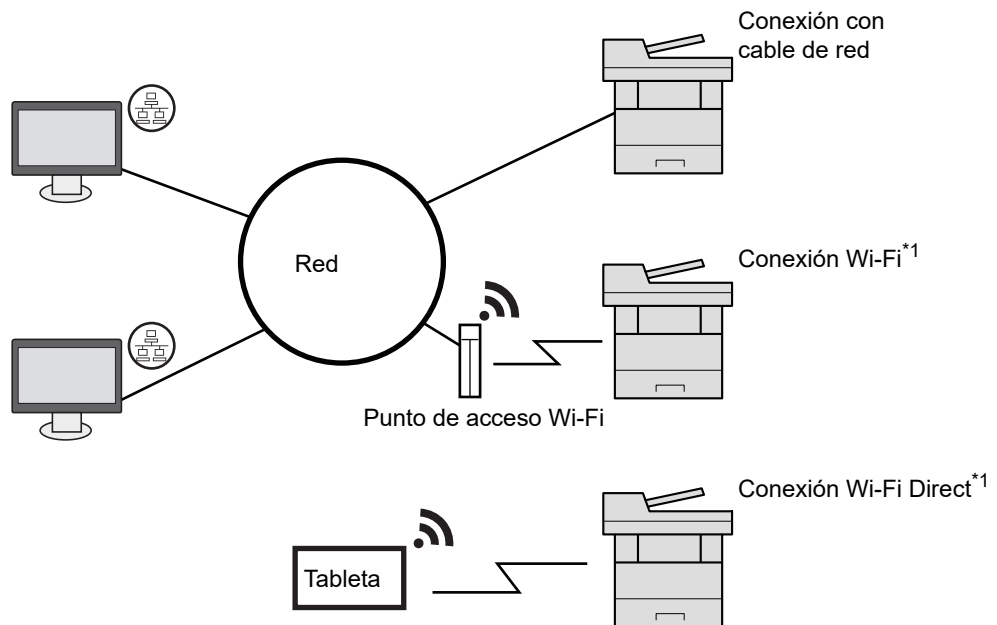 Conexión con
cable de red
Red
Conexión Wi-Fi*1
Punto de acceso Wi-Fi
Conexión Wi-Fi Direct*1
Tableta